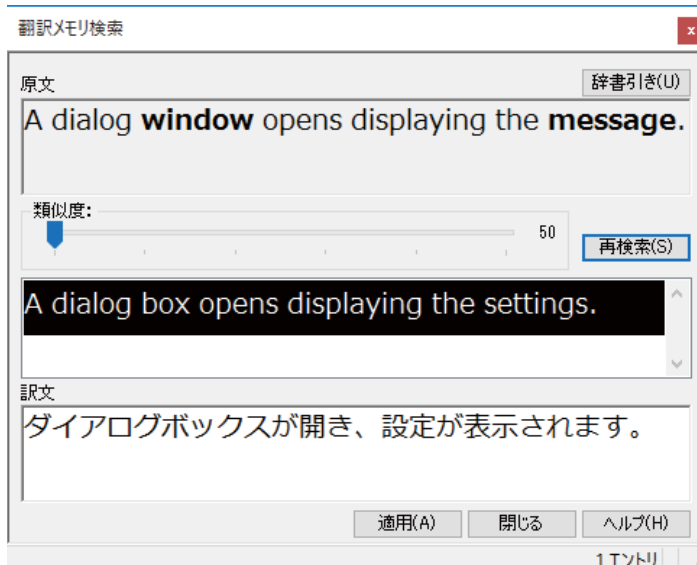 翻訳メモリ検索
x
原文
辞書引き(U)
A dialog window opens displaying the message.
類似度:
50
再検索(S)
A dialog box opens displaying the settings.
訳文
ダイアログボックスが開き、設定が表示されます。
適用(A) 閉じる ヘルプ(H)
1 エントリ